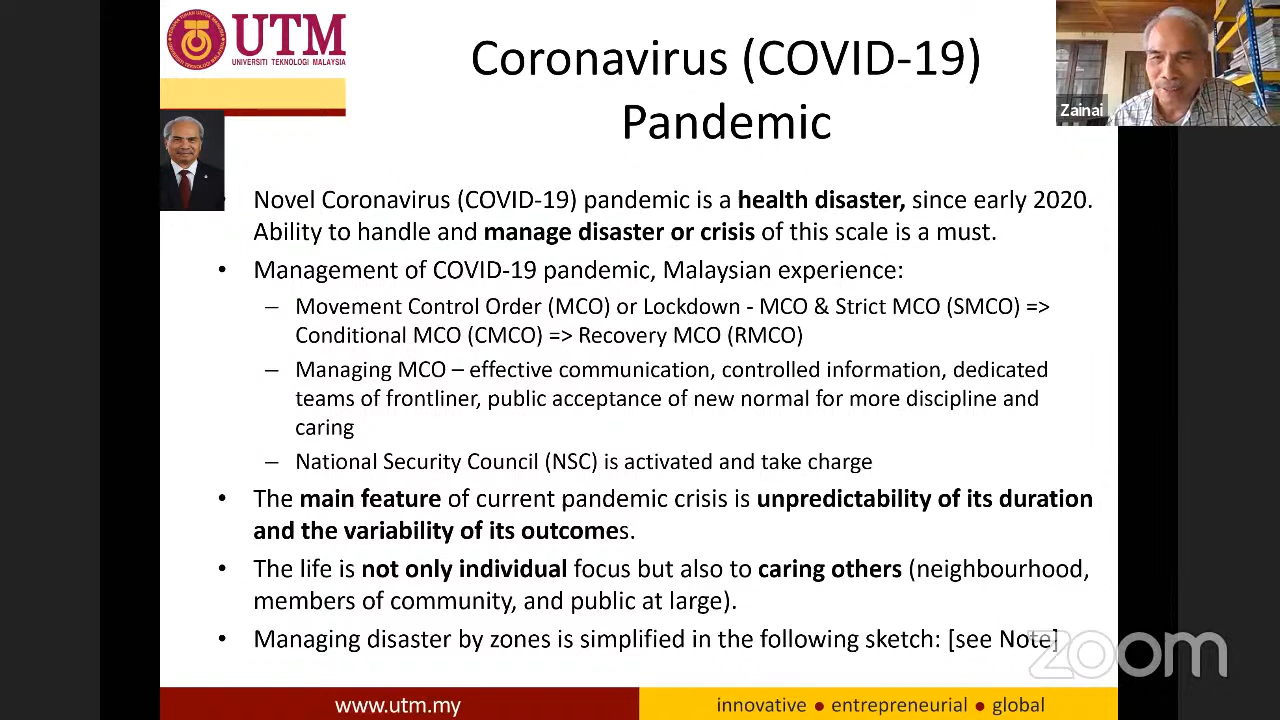 UTM
UNIVERSITI TEKNOLOGI MALAYSIA
Coronavirus (COVID-19)
Pandemic
Zainai
• Novel Coronavirus (COVID-19) pandemic is a health disaster, since early 2020.
Ability to handle and manage disaster or crisis of this scale is a must.
• Management of COVID-19 pandemic, Malaysian experience:
– Movement Control Order (MCO) or Lockdown - MCO & Strict MCO (SMCO) =>
Conditional MCO (CMCO) => Recovery MCO (RMCO)
– Managing MCO – effective communication, controlled information, dedicated
teams of frontliner, public acceptance of new normal for more discipline and
caring
– National Security Council (NSC) is activated and take charge
• The main feature of current pandemic crisis is unpredictability of its duration
and the variability of its outcomes.
• The life is not only individual focus but also to caring others (neighbourhood,
members of community, and public at large).
• Managing disaster by zones is simplified in the following sketch: [see Note]
zoom
www.utm.my
innovative ● entrepreneurial ● global